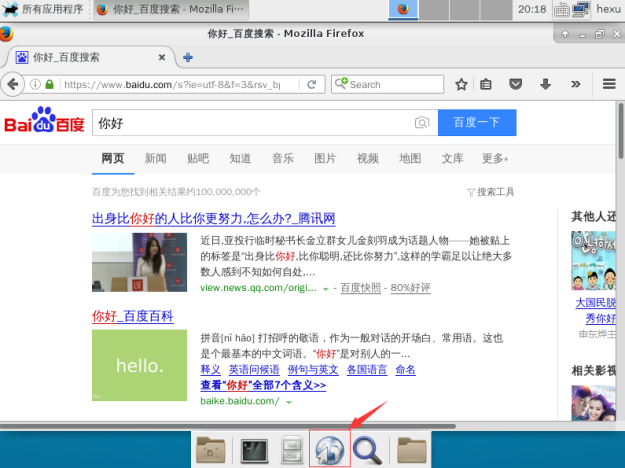 所有应用程序
你好_百度搜索 - Mozilla Fi…
20:18
hexu
你好_百度搜索 - Mozilla Firefox
你好_百度搜索
https://www.baidu.com/s?ie=utf-8&f=3&rsv_bp
Search
Bai du 百度
你好
百度一下
网页 新闻 贴吧 知道 音乐 图片 视频 地图 文库 更多»
百度为您找到相关结果约100,000,000个
搜索工具
出身比你好的人比你更努力,怎么办?_腾讯网
近日,亚投行临时秘书长金立群女儿金刻羽成为话题人物——她被贴上
的标签是“出身比你好,比你聪明,还比你努力”,这样的学霸足以让绝大多
数人感到不知如何自处,...
view.news.qq.com/origi... - 百度快照 - 80%好评
你好_百度百科
hello.
拼音[nǐ hǎo] 打招呼的敬语，作为一般对话的开场白、常用语。这也
是个最基本的中文词语。“你好”是对别人的一...
释义 英语问候语 例句与英文 各国语言 命名
查看“你好”全部7个含义>>
baike.baidu.com/
其他人还
大国民脱
秀你好
申东烨主
相关影视